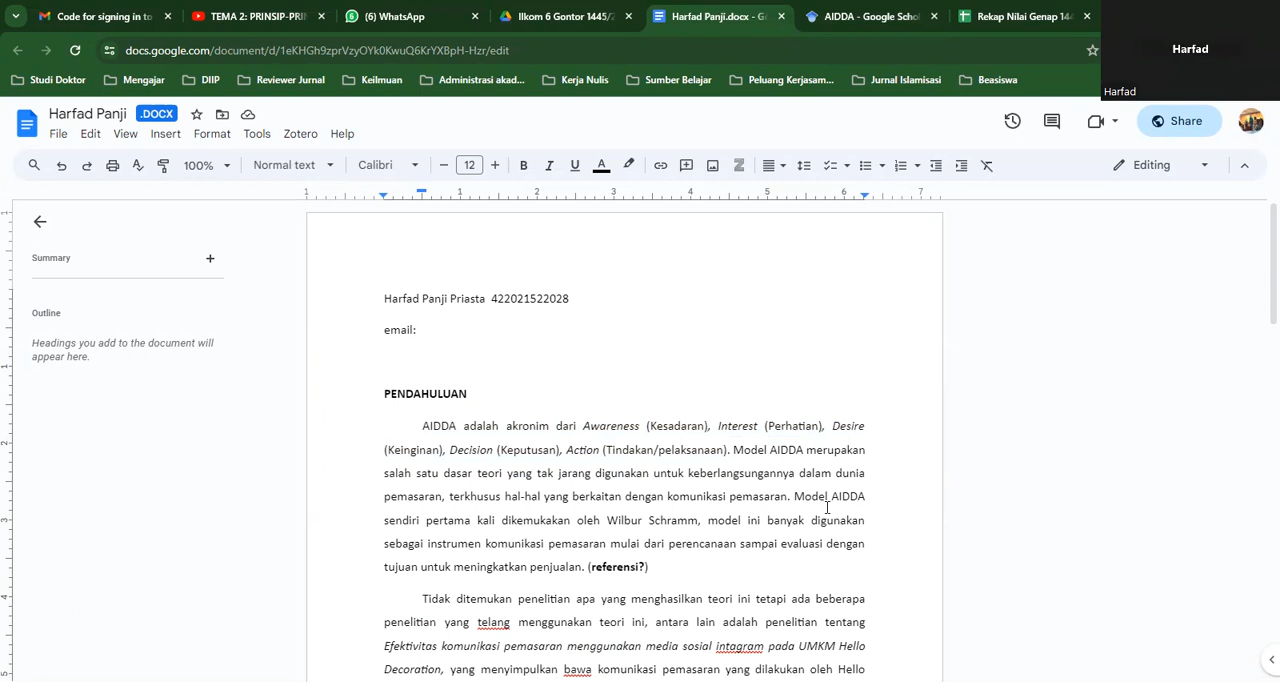 Code for signing in to
TEMA 2: PRINSIP-PRI
(6) WhatsApp
Ilkom 6 Gontor 1445/2
Harfad Panji.docx - G
AIDDA - Google Schol
Rekap Nilai Genap 144
Harfad
Harfad
docs.google.com/document/d/1eKHGh9zprVzyOYk0KwuQ6KrYXBpH-Hzr/edit
Studi Doktor
Mengajar
DIIP
Reviewer Jurnal
Keilmuan
Administrasi akad...
Kerja Nulis
Sumber Belajar
Peluang Kerjasam...
Jurnal Islamisasi
Beasiswa
Harfad Panji .DOCX
File Edit View Insert Format Tools Zotero Help
Share
100% Normal text Calibri 12 B I U A Editing
1 1 2 3 4 5 6 7
Summary
Outline
Headings you add to the document will
appear here.
Harfad Panji Priasta 422021522028
email:
PENDAHULUAN
AIDDA adalah akronim dari Awareness (Kesadaran), Interest (Perhatian), Desire
(Keinginan), Decision (Keputusan), Action (Tindakan/pelaksanaan). Model AIDDA merupakan
salah satu dasar teori yang tak jarang digunakan untuk keberlangsungannya dalam dunia
pemasaran, terkhusus hal-hal yang berkaitan dengan komunikasi pemasaran. Model AIDDA
sendiri pertama kali dikemukakan oleh Wilbur Schramm, model ini banyak digunakan
sebagai instrumen komunikasi pemasaran mulai dari perencanaan sampai evaluasi dengan
tujuan untuk meningkatkan penjualan. (referensi?)
Tidak ditemukan penelitian apa yang menghasilkan teori ini tetapi ada beberapa
penelitian yang telang menggunakan teori ini, antara lain adalah penelitian tentang
Efektivitas komunikasi pemasaran menggunakan media sosial intagram pada UMKM Hello
Decoration, yang menyimpulkan bawa komunikasi pemasaran yang dilakukan oleh Hello